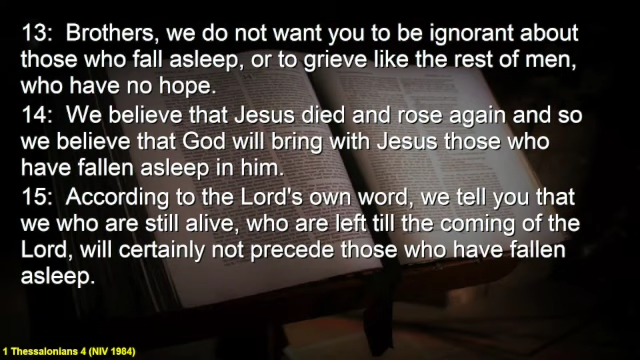 13:  Brothers, we do not want you to be ignorant about
those who fall asleep, or to grieve like the rest of men,
who have no hope.
14:  We believe that Jesus died and rose again and so
we believe that God will bring with Jesus those who
have fallen asleep in him.
15:  According to the Lord's own word, we tell you that
we who are still alive, who are left till the coming of the
Lord, will certainly not precede those who have fallen
asleep.
1 Thessalonians 4 (NIV 1984)